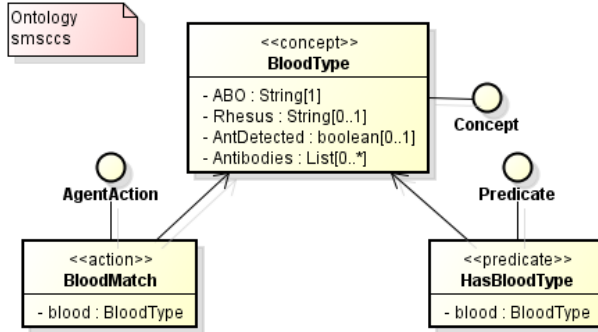 Ontology
smsccs
<<concept>>
BloodType
- ABO : String[1]
- Rhesus : String[0..1]
- AntDetected : boolean[0..1]
- Antibodies : List[0..*]
Concept
AgentAction
Predicate
<<action>>
BloodMatch
- blood : BloodType
<<predicate>>
HasBloodType
- blood : BloodType